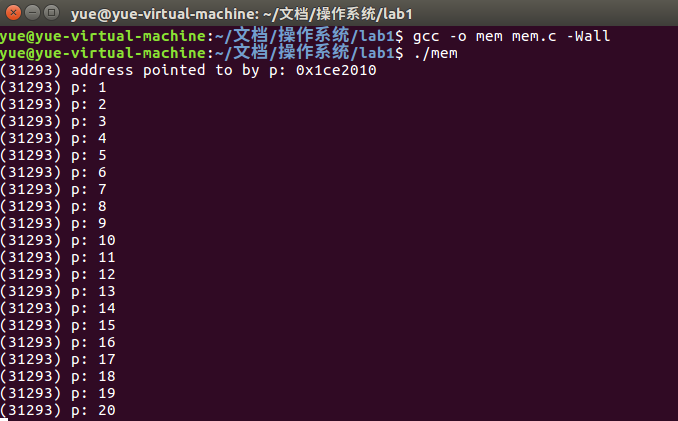 yue@yue-virtual-machine: ~/文档/操作系统/lab1
yue@yue-virtual-machine:~/文档/操作系统/lab1$ gcc -o mem mem.c -Wall
yue@yue-virtual-machine:~/文档/操作系统/lab1$ ./mem
(31293) address pointed to by p: 0x1ce2010
(31293) p: 1
(31293) p: 2
(31293) p: 3
(31293) p: 4
(31293) p: 5
(31293) p: 6
(31293) p: 7
(31293) p: 8
(31293) p: 9
(31293) p: 10
(31293) p: 11
(31293) p: 12
(31293) p: 13
(31293) p: 14
(31293) p: 15
(31293) p: 16
(31293) p: 17
(31293) p: 18
(31293) p: 19
(31293) p: 20